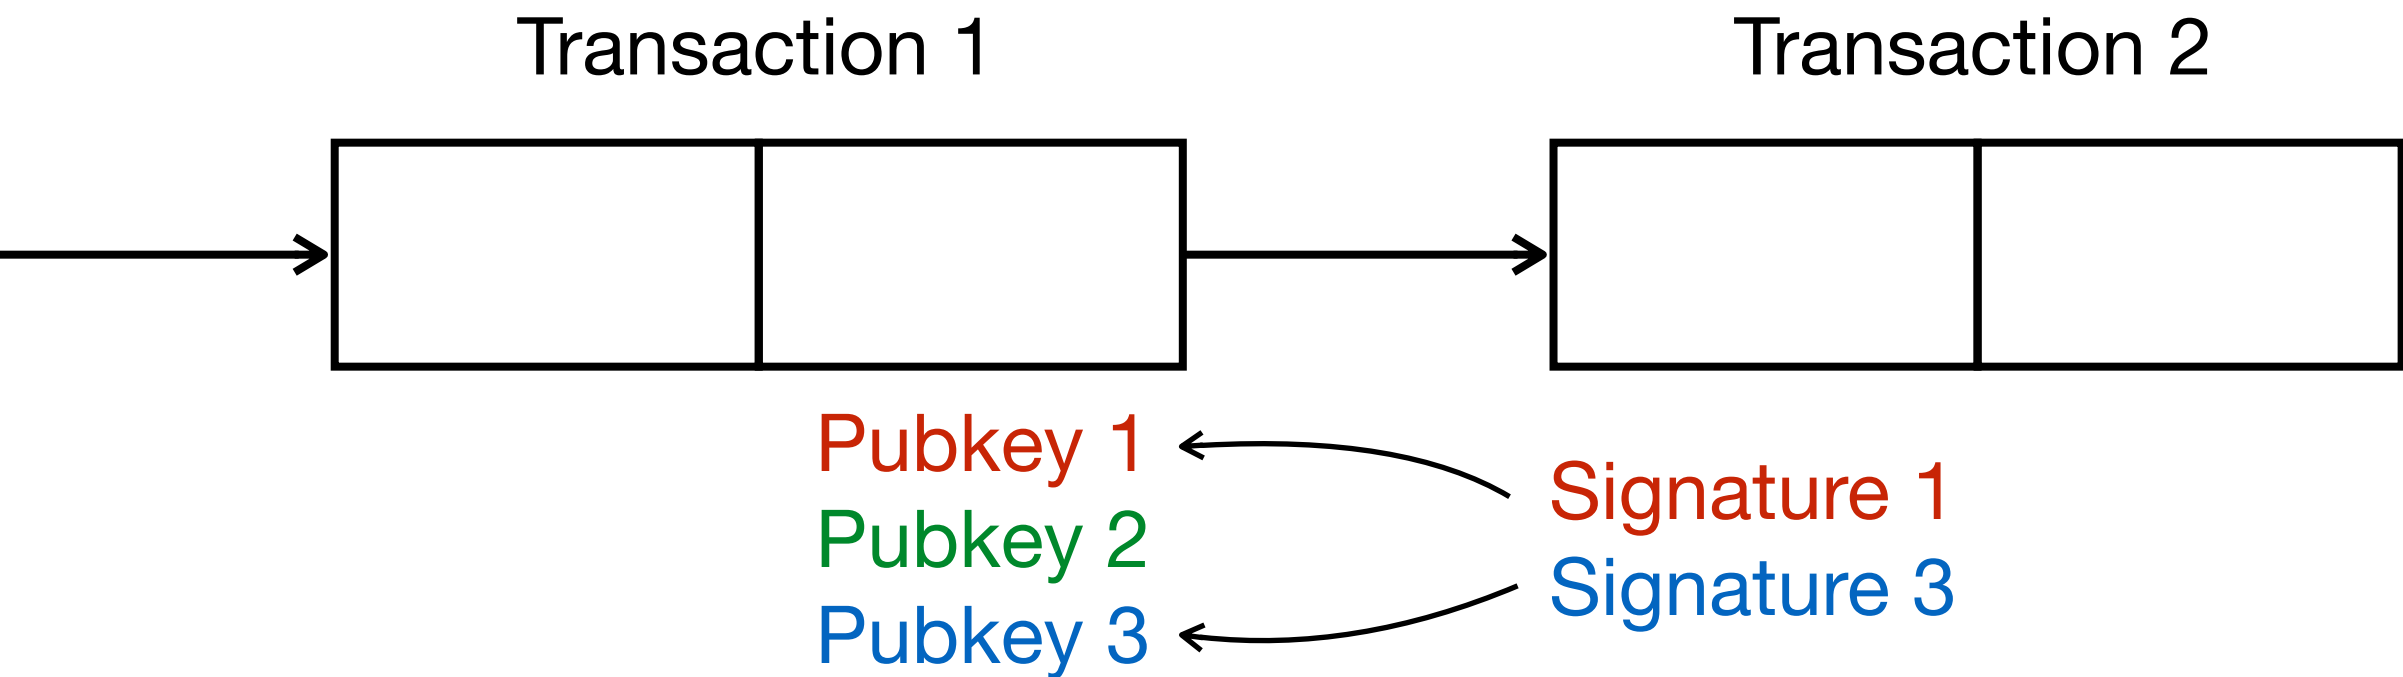 Transaction 1
Transaction 2
Pubkey 1
Pubkey 2
Pubkey 3
Signature 1
Signature 3